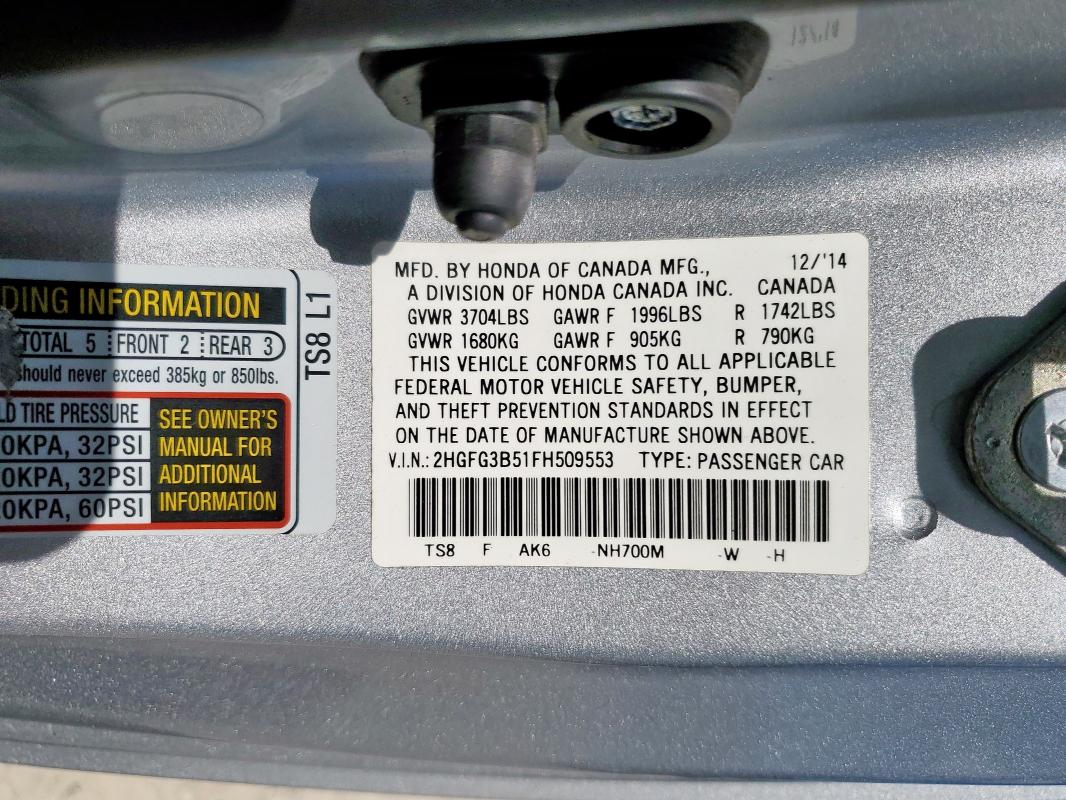 DING INFORMATION
TOTAL 5 FRONT 2 REAR 3
should never exceed 385kg or 850lbs.
LD TIRE PRESSURE
0KPA, 32PSI
0KPA, 32PSI
0KPA, 60PSI
SEE OWNER'S
MANUAL FOR
ADDITIONAL
INFORMATION
TS8 L1
MFD. BY HONDA OF CANADA MFG., 12/'14
A DIVISION OF HONDA CANADA INC. CANADA
GVWR 3704LBS GAWR F 1996LBS R 1742LBS
GVWR 1680KG GAWR F 905KG R 790KG
THIS VEHICLE CONFORMS TO ALL APPLICABLE
FEDERAL MOTOR VEHICLE SAFETY, BUMPER,
AND THEFT PREVENTION STANDARDS IN EFFECT
ON THE DATE OF MANUFACTURE SHOWN ABOVE.
V.I.N.: 2HGFG3B51FH509553 TYPE: PASSENGER CAR
TS8 F AK6 -NH700M -W -H